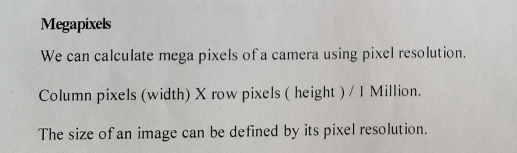 Megapixels
We can calculate mega pixels of a camera using pixel resolution.
Column pixels (width) X row pixels ( height ) / 1 Million.
The size of an image can be defined by its pixel resolution.